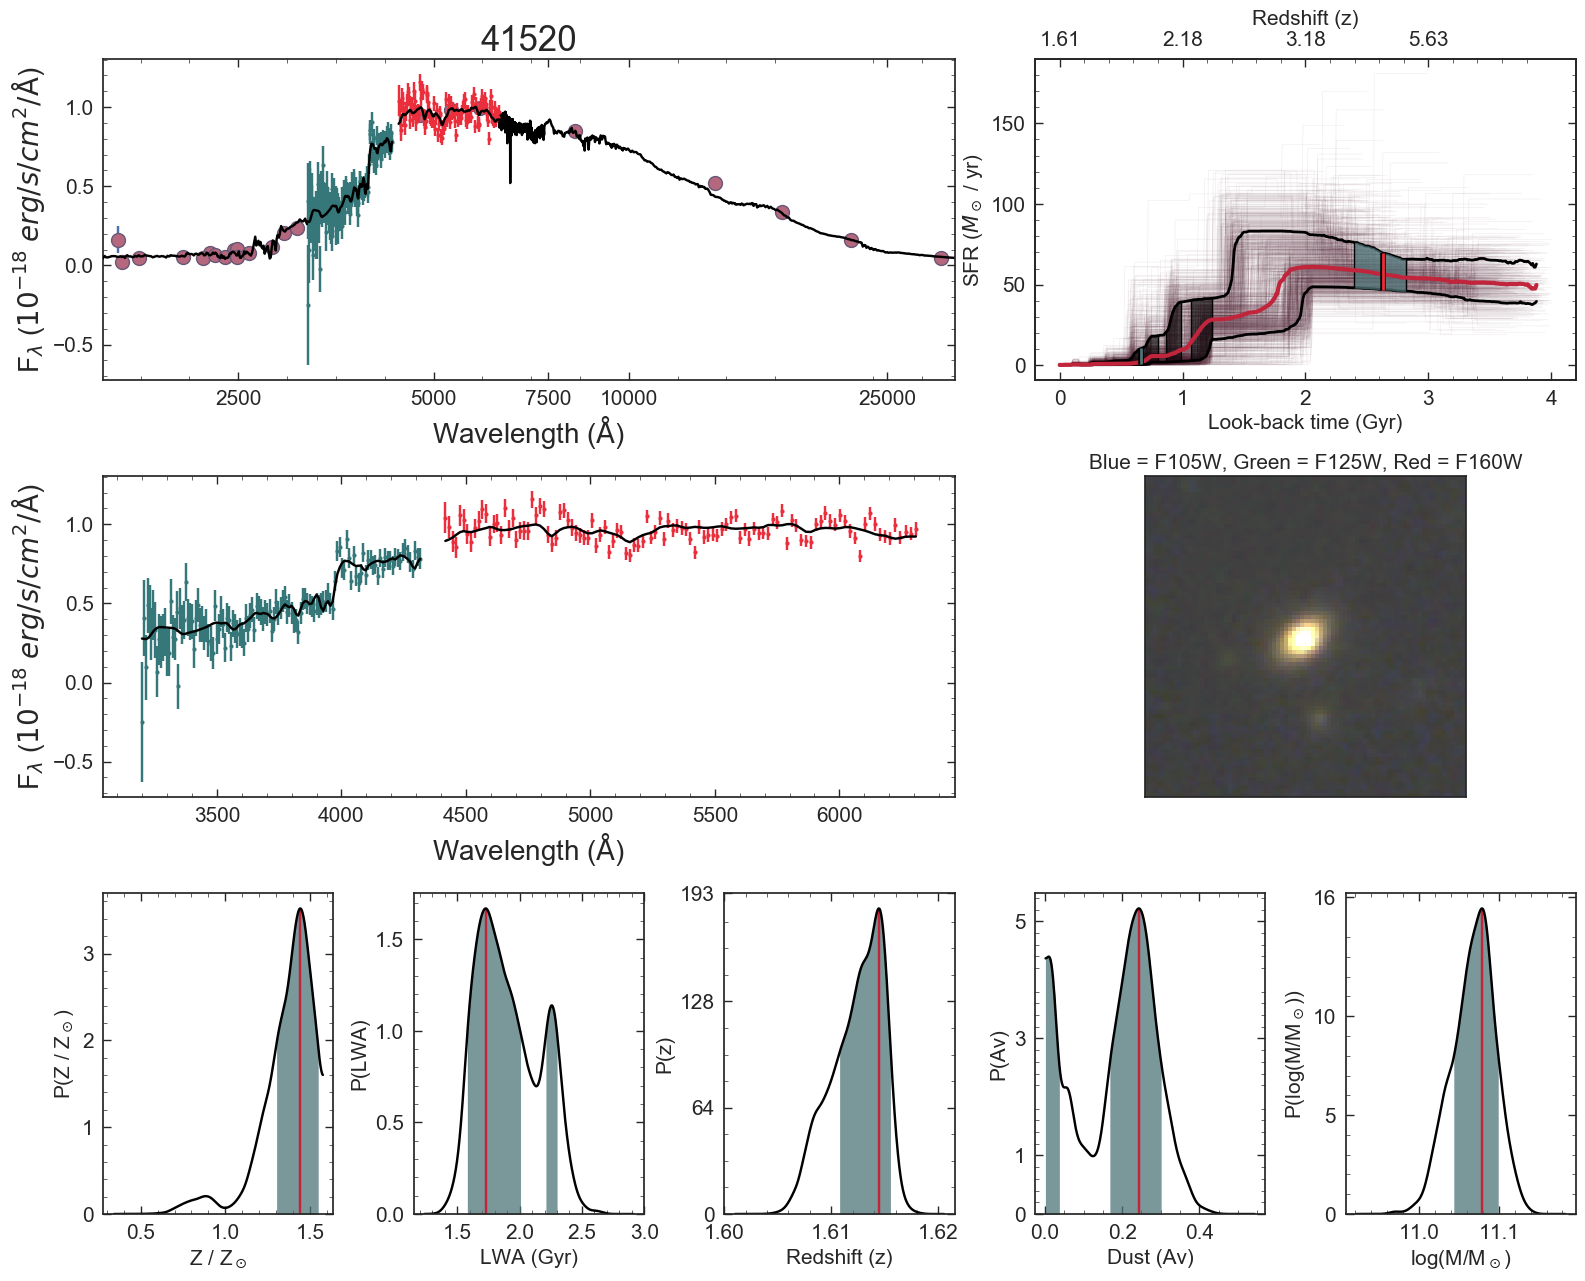 41520
F_λ (10^−18 erg/s/cm^2/Å)
1.0
0.5
0.0
−0.5
2500 5000 7500 10000 25000
Wavelength (Å)
Redshift (z)
1.61 2.18 3.18 5.63
SFR (M_⊙ / yr)
150
100
50
0
0 1 2 3 4
Look-back time (Gyr)
F_λ (10^−18 erg/s/cm^2/Å)
1.0
0.5
0.0
−0.5
3500 4000 4500 5000 5500 6000
Wavelength (Å)
Blue = F105W, Green = F125W, Red = F160W
P(Z / Z_⊙)
3
2
1
0
0.5 1.0 1.5
Z / Z_⊙
P(LWA)
1.5
1.0
0.5
0.0
1.5 2.0 2.5 3.0
LWA (Gyr)
P(z)
193
128
64
0
1.60 1.61 1.62
Redshift (z)
P(Av)
5
3
1
0
0.0 0.2 0.4
Dust (Av)
P(log(M/M_⊙))
16
10
5
0
11.0 11.1
log(M/M_⊙)